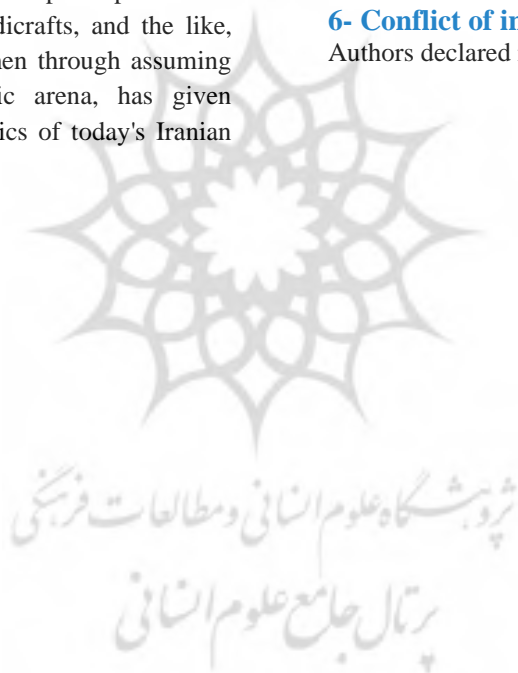 dicrafts, and the like,
men through assuming
ic arena, has given
ics of today's Iranian
6- Conflict of in
Authors declared
پژوهشگاه علوم انسانی و مطالعات فرهنگی
پرتال جامع علوم انسانی